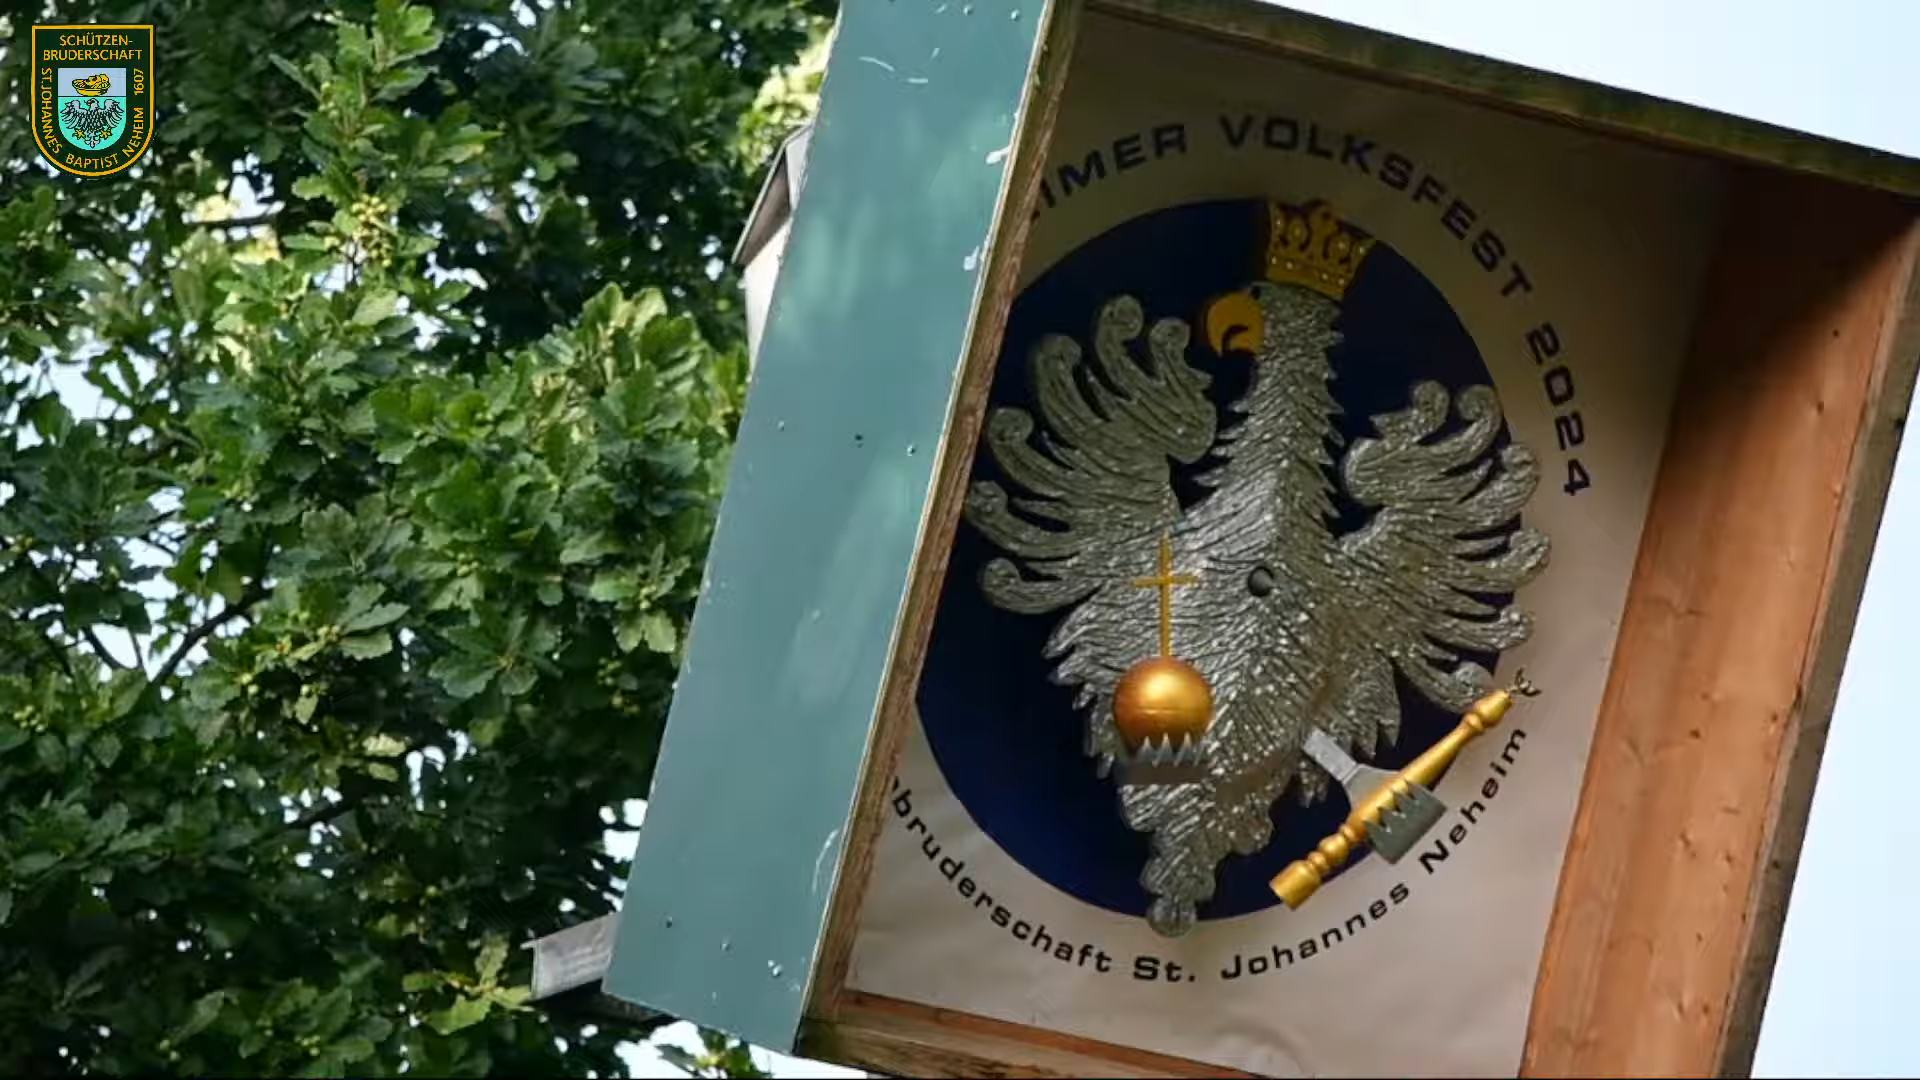 SCHÜTZEN-
BRUDERSCHAFT
ST. JOHANNES BAPTIST NEHEIM 1607
IMER VOLKSFEST 2024
bruderschaft St. Johannes Neheim